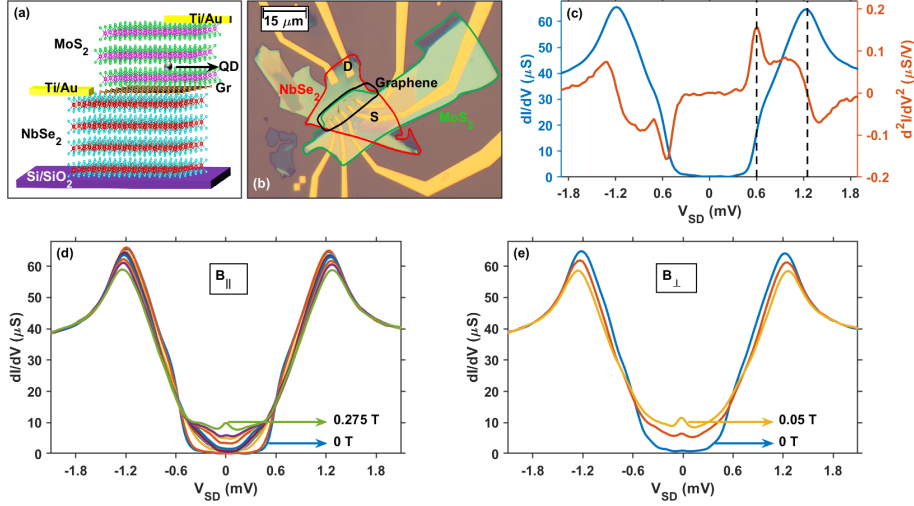 (a)
Ti/Au
MoS2
QD
Ti/Au
Gr
NbSe2
Si/SiO2
15 μm
D
Graphene
NbSe2
S
MoS2
(b)
(c)
dI/dV (μS)
60
50
40
30
20
10
0
-1.9 -1.2 -0.6 0 0.6 1.2 1.9
VSD (mV)
0.2
0.1
0
-0.1
-0.2
d²I/dV² (μS/V)
(d)
B||
dI/dV (μS)
60
50
40
30
20
10
0
0.275 T
0 T
-1.8 -1.2 -0.6 0 0.6 1.2 1.8
VSD (mV)
(e)
B⊥
dI/dV (μS)
60
50
40
30
20
10
0
0.05 T
0 T
-1.8 -1.2 -0.6 0 0.6 1.2 1.8
VSD (mV)